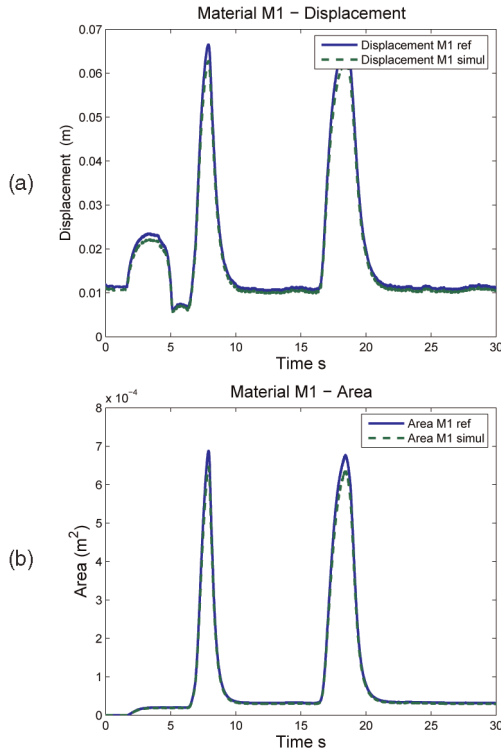 Material M1 − Displacement
Displacement M1 ref
Displacement M1 simul
0.07
0.06
0.05
0.04
0.03
0.02
0.01
0
Displacement (m)
(a)
0 5 10 15 20 25 30
Time s
Material M1 − Area
x 10⁻⁴
Area M1 ref
Area M1 simul
8
7
6
5
4
3
2
1
0
Area (m²)
(b)
0 5 10 15 20 25 30
Time s